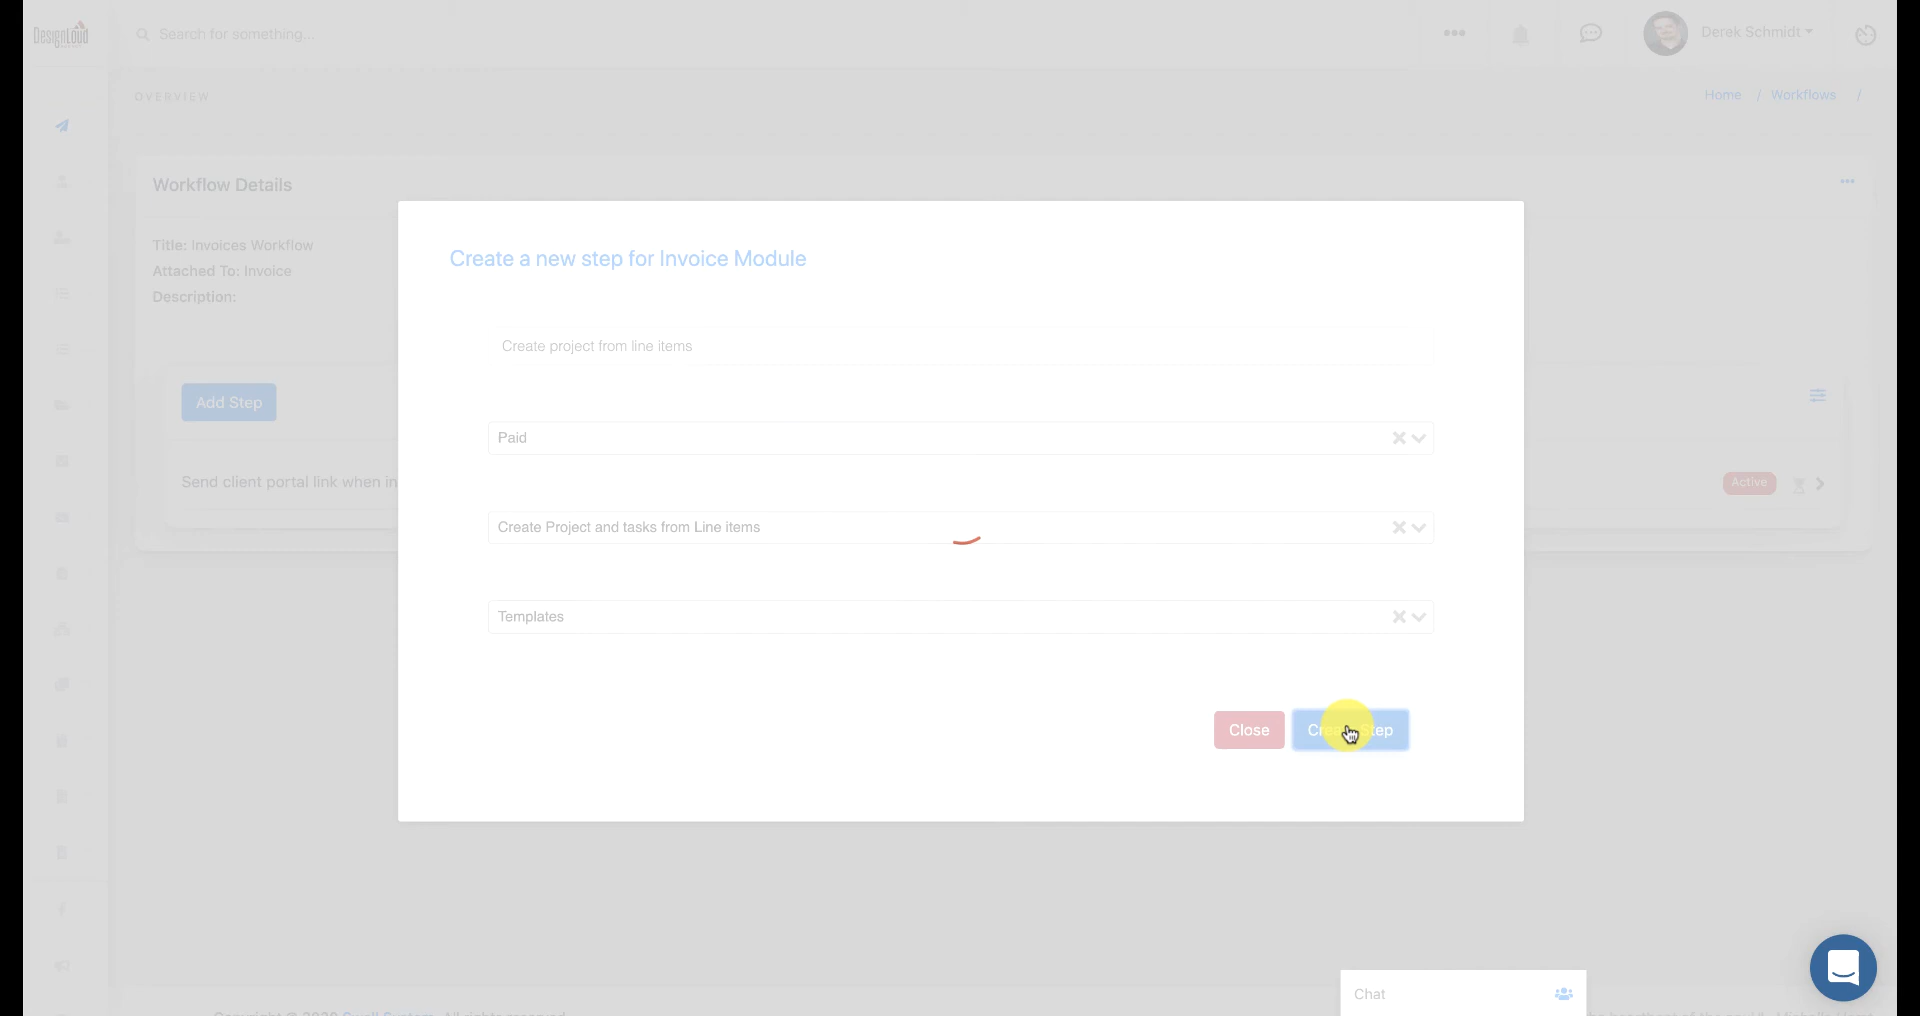 DesignLoud
Search for something...
Derek Schmidt
OVERVIEW
Home / Workflows /
Workflow Details
Title: Invoices Workflow
Attached To: Invoice
Description:
Create a new step for Invoice Module
Create project from line items
Add Step
Paid
Send client portal link when in
Active
Create Project and tasks from Line items
Templates
Close
Create Step
Chat